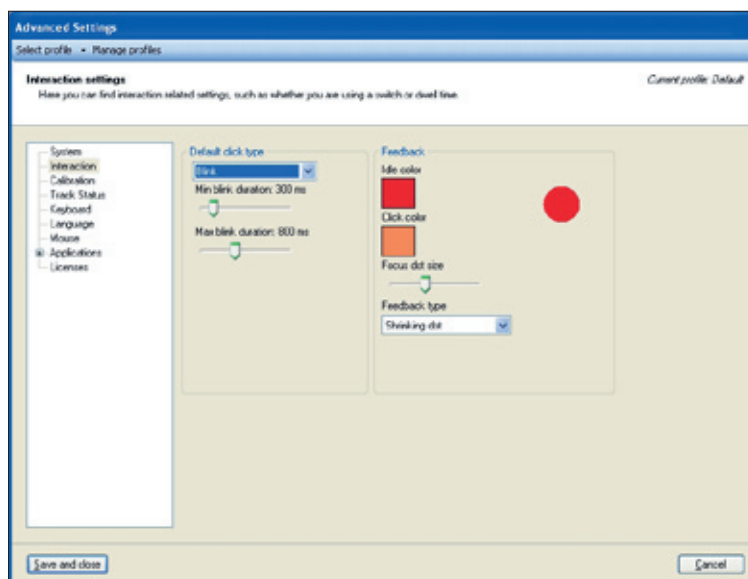 Advanced Settings
Select profile • Manage profiles
Interaction settings
Current profile: Default
Here you can find interaction related settings, such as whether you are using a switch or dwell time.
System
Interaction
Calibration
Track Status
Keyboard
Language
Mouse
Applications
Licenses
Default click type
Blink
Min blink duration: 300 ms
Max blink duration: 800 ms
Feedback
Idle color
Click color
Focus dot size
Feedback type
Shrinking dot
Save and close
Cancel